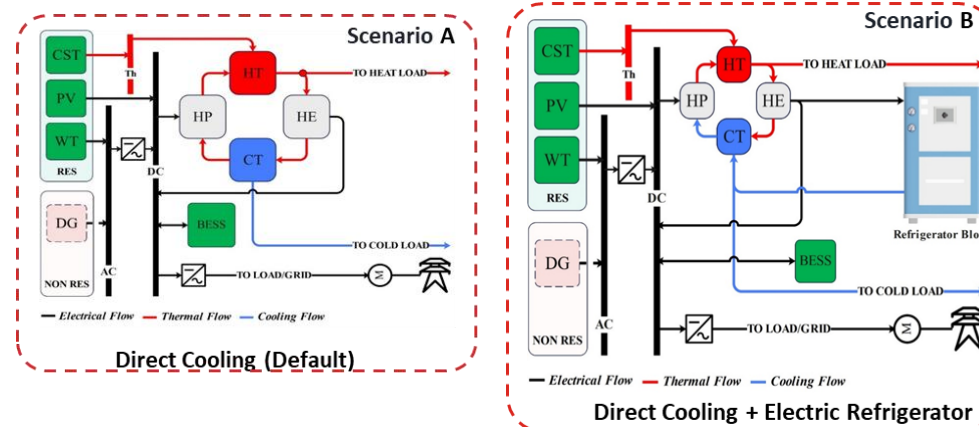 Scenario A
CST
PV
WT
RES
DG
NON RES
Th
AC
DC
HT
HP
HE
CT
BESS
TO HEAT LOAD
TO COLD LOAD
TO LOAD/GRID
M
Electrical Flow
Thermal Flow
Cooling Flow
Direct Cooling (Default)
Scenario B
CST
PV
WT
RES
DG
NON RES
Th
AC
DC
HT
HP
HE
CT
BESS
TO HEAT LOAD
Refrigerator Blo
TO COLD LOAD
TO LOAD/GRID
M
Electrical Flow
Thermal Flow
Cooling Flow
Direct Cooling + Electric Refrigerator